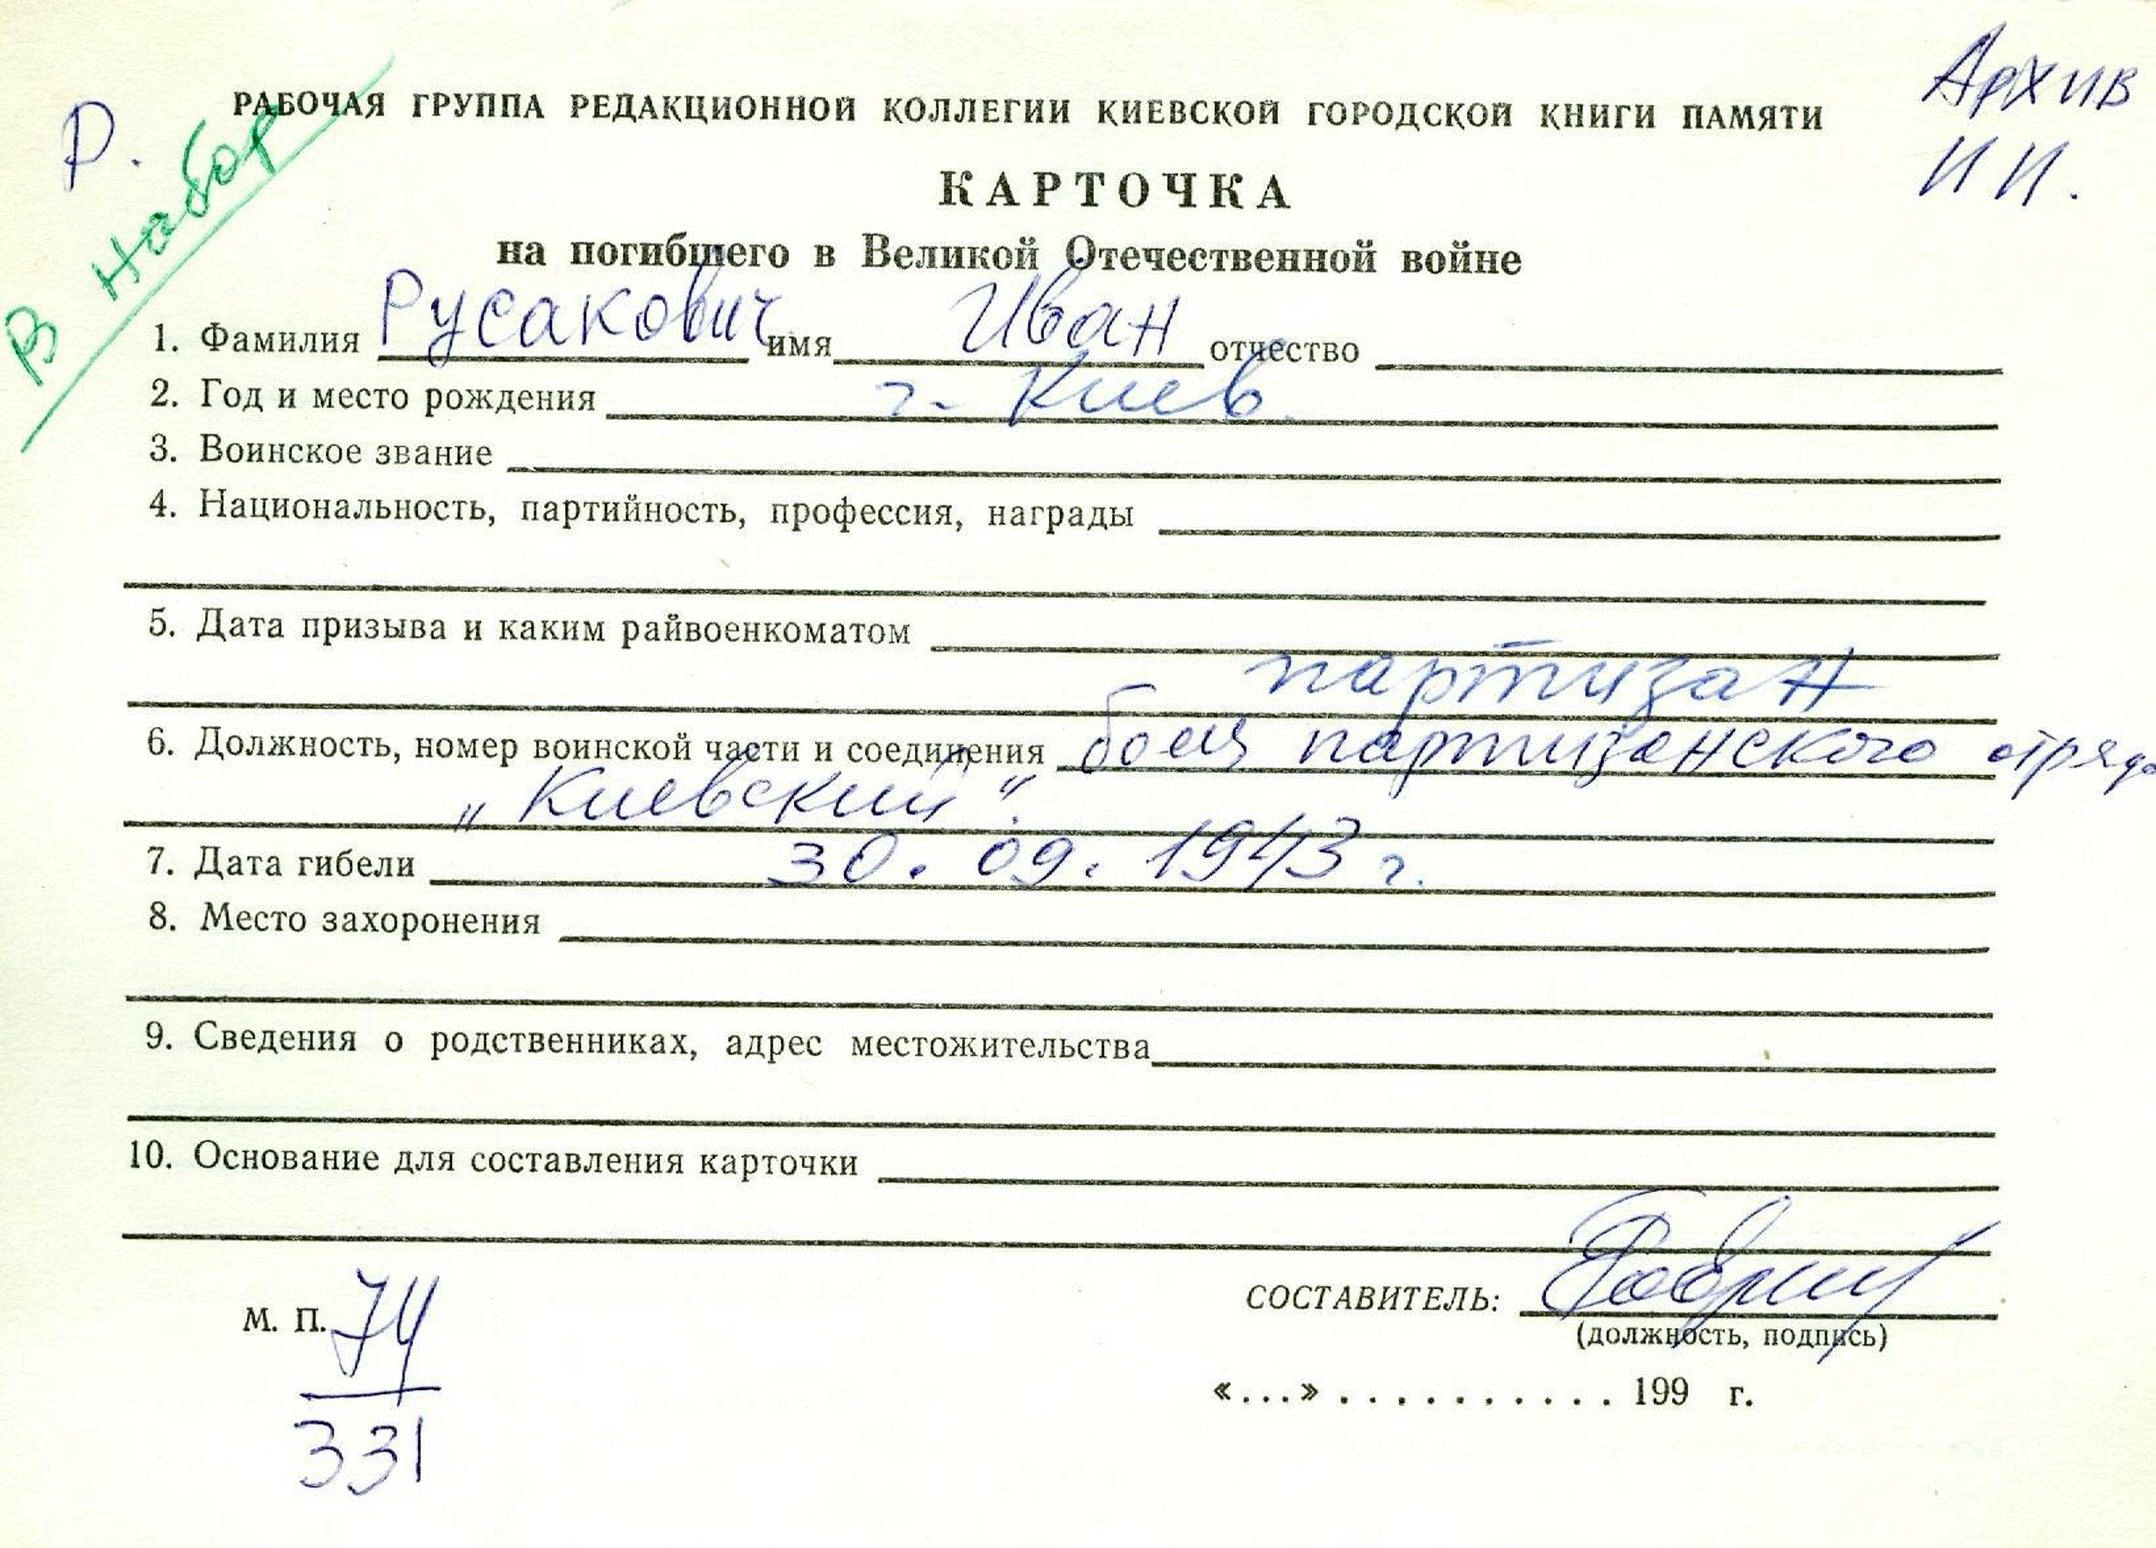 Р.
В набор
Архив
И И.
РАБОЧАЯ ГРУППА РЕДАКЦИОННОЙ КОЛЛЕГИИ КИЕВСКОЙ ГОРОДСКОЙ КНИГИ ПАМЯТИ
КАРТОЧКА
на погибшего в Великой Отечественной войне
1. Фамилия Русакович имя Иван отчество
2. Год и место рождения г. Киев.
3. Воинское звание
4. Национальность, партийность, профессия, награды
5. Дата призыва и каким райвоенкоматом
партизан
6. Должность, номер воинской части и соединения боец партизанского отряда
„Киевский“.
7. Дата гибели 30.09.1943 г.
8. Место захоронения
9. Сведения о родственниках, адрес местожительства
10. Основание для составления карточки
М. П. 74
331
СОСТАВИТЕЛЬ:
(должность, подпись)
«...» . . . . . . . . . . 199 г.